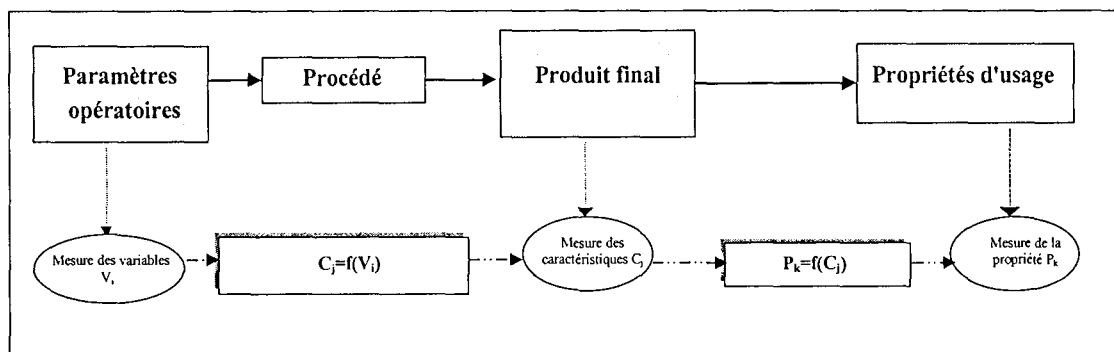 Paramètres
opératoires
Procédé
Produit final
Propriétés d'usage
Mesure des variables
Vᵢ
Cⱼ=f(Vᵢ)
Mesure des
caractéristiques Cⱼ
Pₖ=f(Cⱼ)
Mesure de la
propriété Pₖ